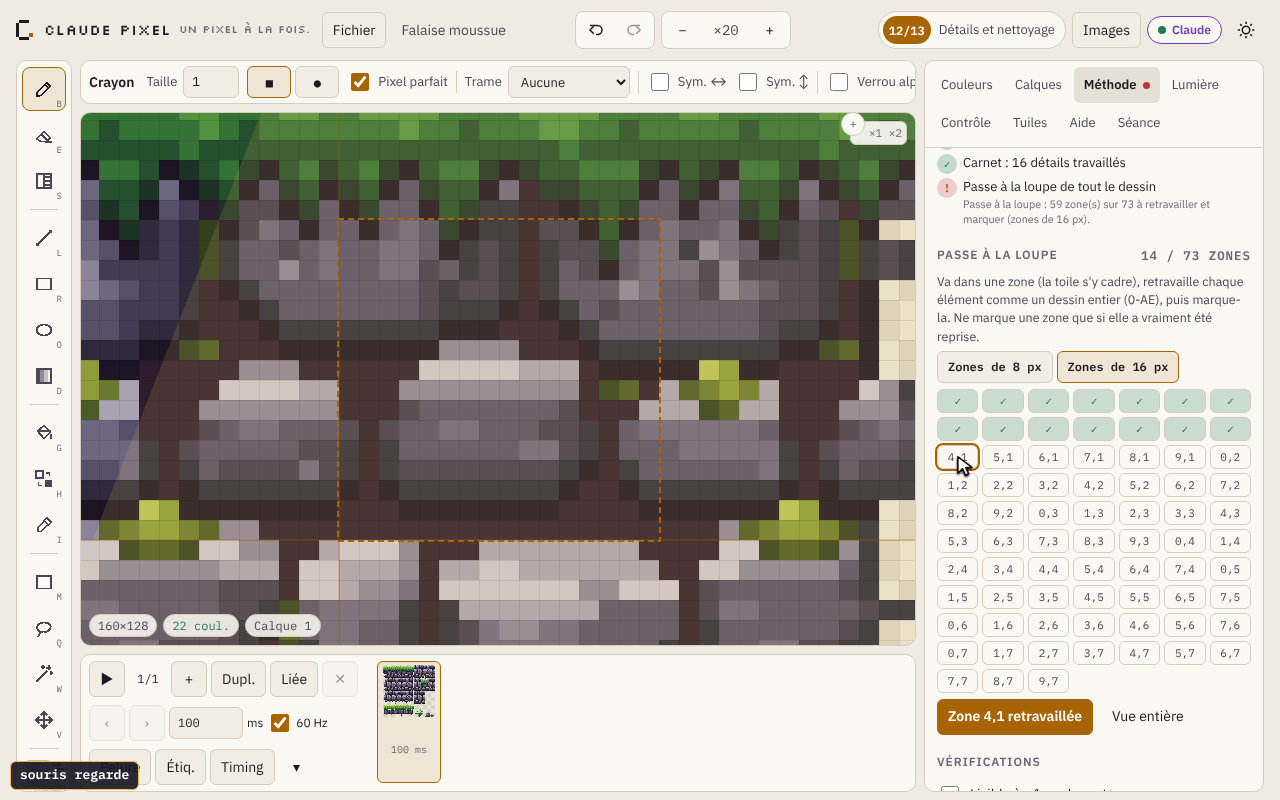 CLAUDE PIXEL UN PIXEL À LA FOIS. Fichier Falaise moussue − ×20 + 12/13 Détails et nettoyage Images Claude
Crayon Taille 1 Pixel parfait Trame Aucune Sym. ↔ Sym. ↕ Verrou alp
Couleurs Calques Méthode Lumière
Contrôle Tuiles Aide Séance
B
E
S
L
R
O
D
G
H
I
M
Q
W
V
+ ×1 ×2
✓ Carnet : 16 détails travaillés
! Passe à la loupe de tout le dessin
Passe à la loupe : 59 zone(s) sur 73 à retravailler et
marquer (zones de 16 px).
PASSE À LA LOUPE 14 / 73 ZONES
Va dans une zone (la toile s'y cadre), retravaille chaque
élément comme un dessin entier (0-AE), puis marque-
la. Ne marque une zone que si elle a vraiment été
reprise.
Zones de 8 px Zones de 16 px
✓ ✓ ✓ ✓ ✓ ✓ ✓
✓ ✓ ✓ ✓ ✓ ✓ ✓
4,1 5,1 6,1 7,1 8,1 9,1 0,2
1,2 2,2 3,2 4,2 5,2 6,2 7,2
8,2 9,2 0,3 1,3 2,3 3,3 4,3
5,3 6,3 7,3 8,3 9,3 0,4 1,4
2,4 3,4 4,4 5,4 6,4 7,4 0,5
1,5 2,5 3,5 4,5 5,5 6,5 7,5
0,6 1,6 2,6 3,6 4,6 5,6 7,6
0,7 1,7 2,7 3,7 4,7 5,7 6,7
7,7 8,7 9,7
Zone 4,1 retravaillée Vue entière
VÉRIFICATIONS
160×128 22 coul. Calque 1
1/1 + Dupl. Liée ✕
‹ › 100 ms 60 Hz
Étiq. Timing ▾
100 ms
souris regarde